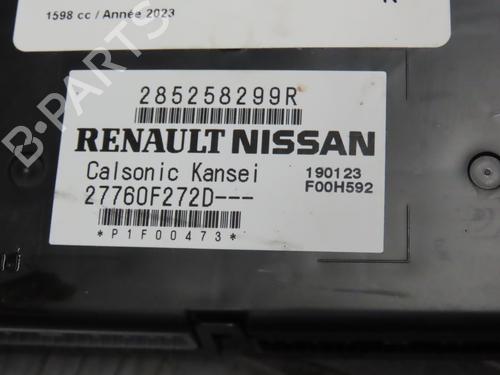 1598 cc / Année 2023
285258299R
RENAULT NISSAN
Calsonic Kansei
190123
27760F272D---
F00H592
*P1F00473*
B-PARTS